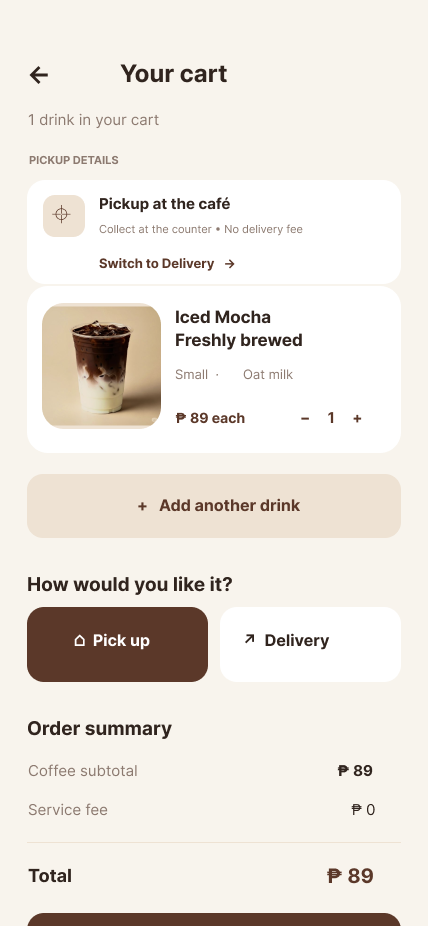 ← Your cart
1 drink in your cart
PICKUP DETAILS
Pickup at the café
Collect at the counter • No delivery fee
Switch to Delivery →
Iced Mocha
Freshly brewed
Small · Oat milk
₱ 89 each − 1 +
+ Add another drink
How would you like it?
⌂ Pick up ↗ Delivery
Order summary
Coffee subtotal ₱ 89
Service fee ₱ 0
Total ₱ 89